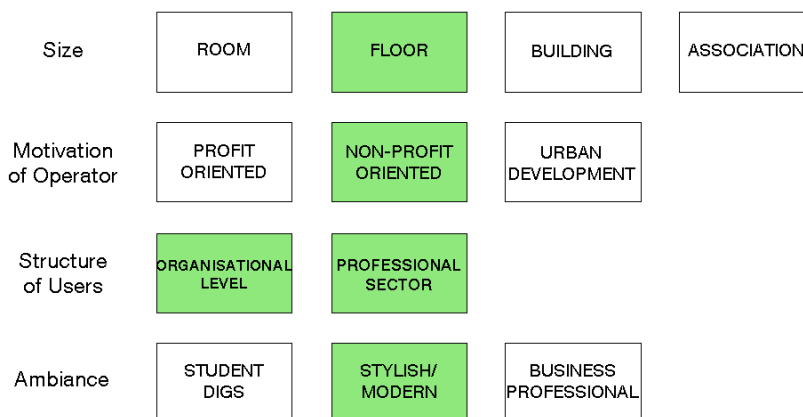 Size
ROOM
FLOOR
BUILDING
ASSOCIATION
Motivation
of Operator
PROFIT
ORIENTED
NON-PROFIT
ORIENTED
URBAN
DEVELOPMENT
Structure
of Users
ORGANISATIONAL
LEVEL
PROFESSIONAL
SECTOR
Ambiance
STUDENT
DIGS
STYLISH/
MODERN
BUSINESS
PROFESSIONAL